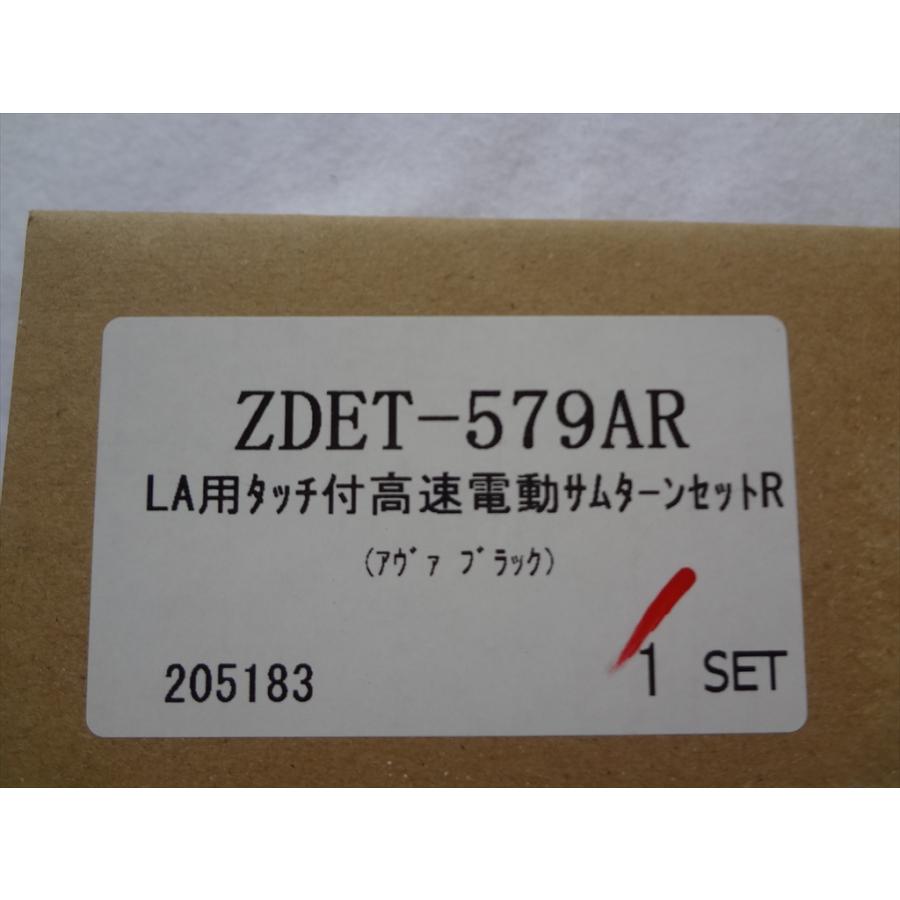 ZDET-579AR
LA用ﾀｯﾁ付高速電動ｻﾑﾀｰﾝｾｯﾄR
(ｱｳﾞｧ ﾌﾞﾗｯｸ)
205183 1 SET